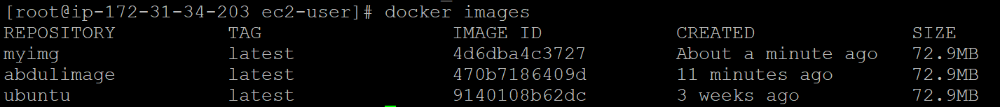 [root@ip-172-31-34-203 ec2-user]# docker images
REPOSITORY TAG IMAGE ID CREATED SIZE
myimg latest 4d6dba4c3727 About a minute ago 72.9MB
abdulimage latest 470b7186409d 11 minutes ago 72.9MB
ubuntu latest 9140108b62dc 3 weeks ago 72.9MB